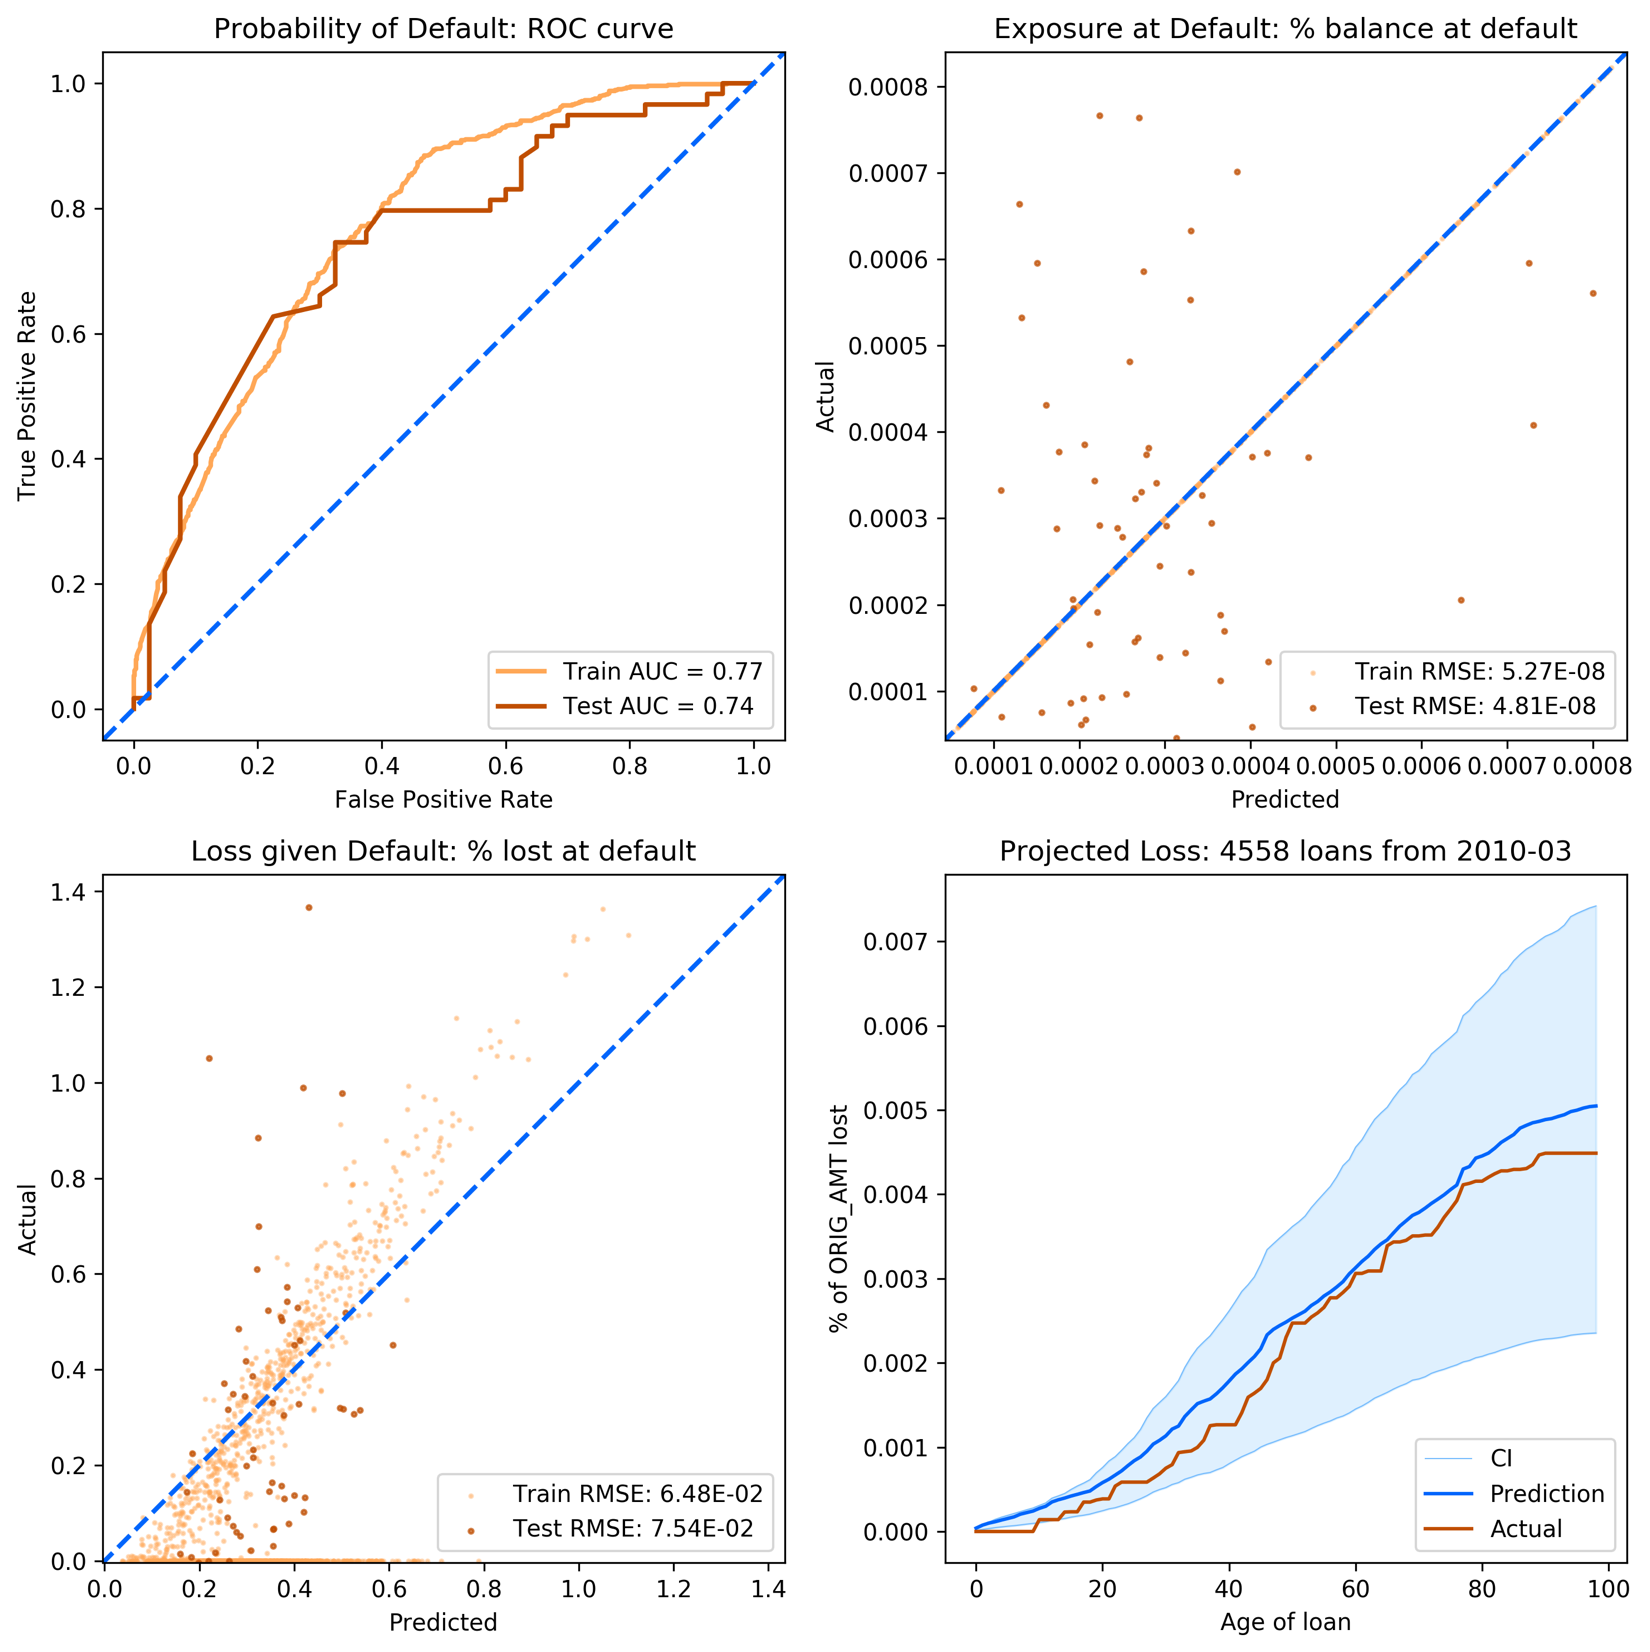 Probability of Default: ROC curve
1.0
0.8
0.6
0.4
0.2
0.0
True Positive Rate
Train AUC = 0.77
Test AUC = 0.74
0.0 0.2 0.4 0.6 0.8 1.0
False Positive Rate
Exposure at Default: % balance at default
0.0008
0.0007
0.0006
0.0005
0.0004
0.0003
0.0002
0.0001
Actual
Train RMSE: 5.27E-08
Test RMSE: 4.81E-08
0.0001 0.0002 0.0003 0.0004 0.0005 0.0006 0.0007 0.0008
Predicted
Loss given Default: % lost at default
1.4
1.2
1.0
0.8
0.6
0.4
0.2
0.0
Actual
Train RMSE: 6.48E-02
Test RMSE: 7.54E-02
0.0 0.2 0.4 0.6 0.8 1.0 1.2 1.4
Predicted
Projected Loss: 4558 loans from 2010-03
0.007
0.006
0.005
0.004
0.003
0.002
0.001
0.000
% of ORIG_AMT lost
CI
Prediction
Actual
0 20 40 60 80 100
Age of loan